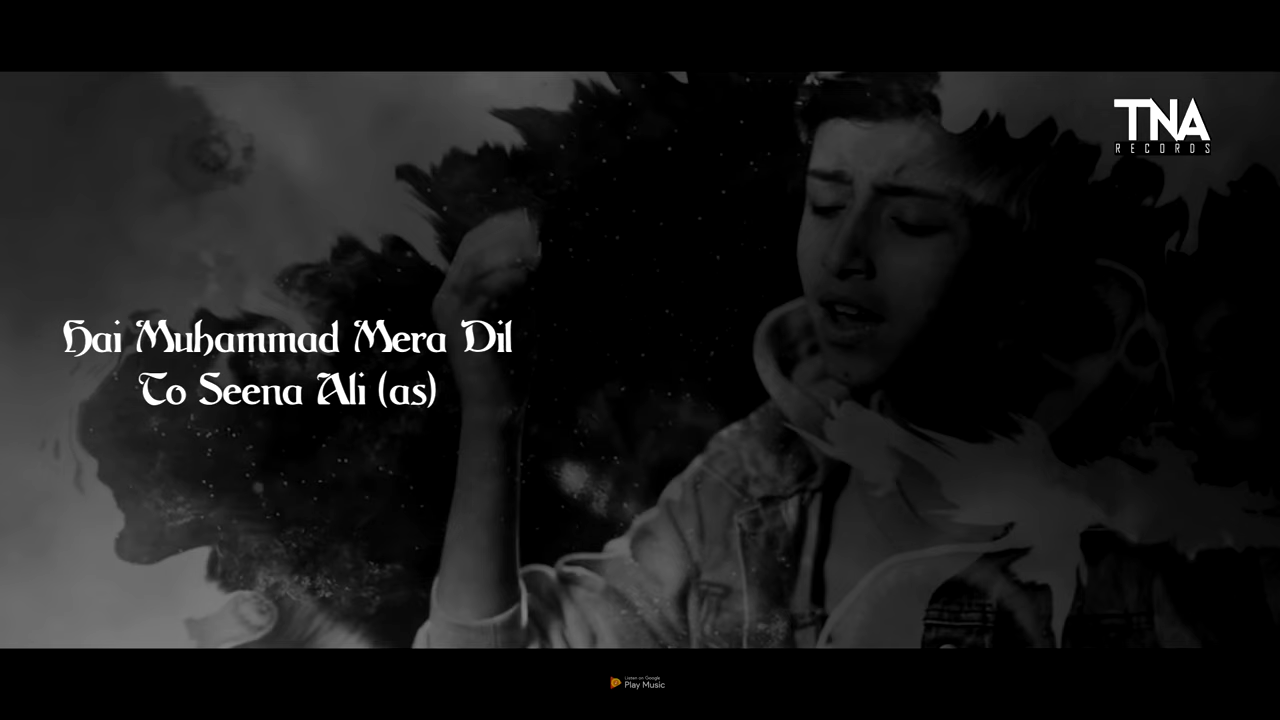 TNA
RECORDS
Hai Muhammad Mera Dil
To Seena Ali (as)
Listen on Google
Play Music